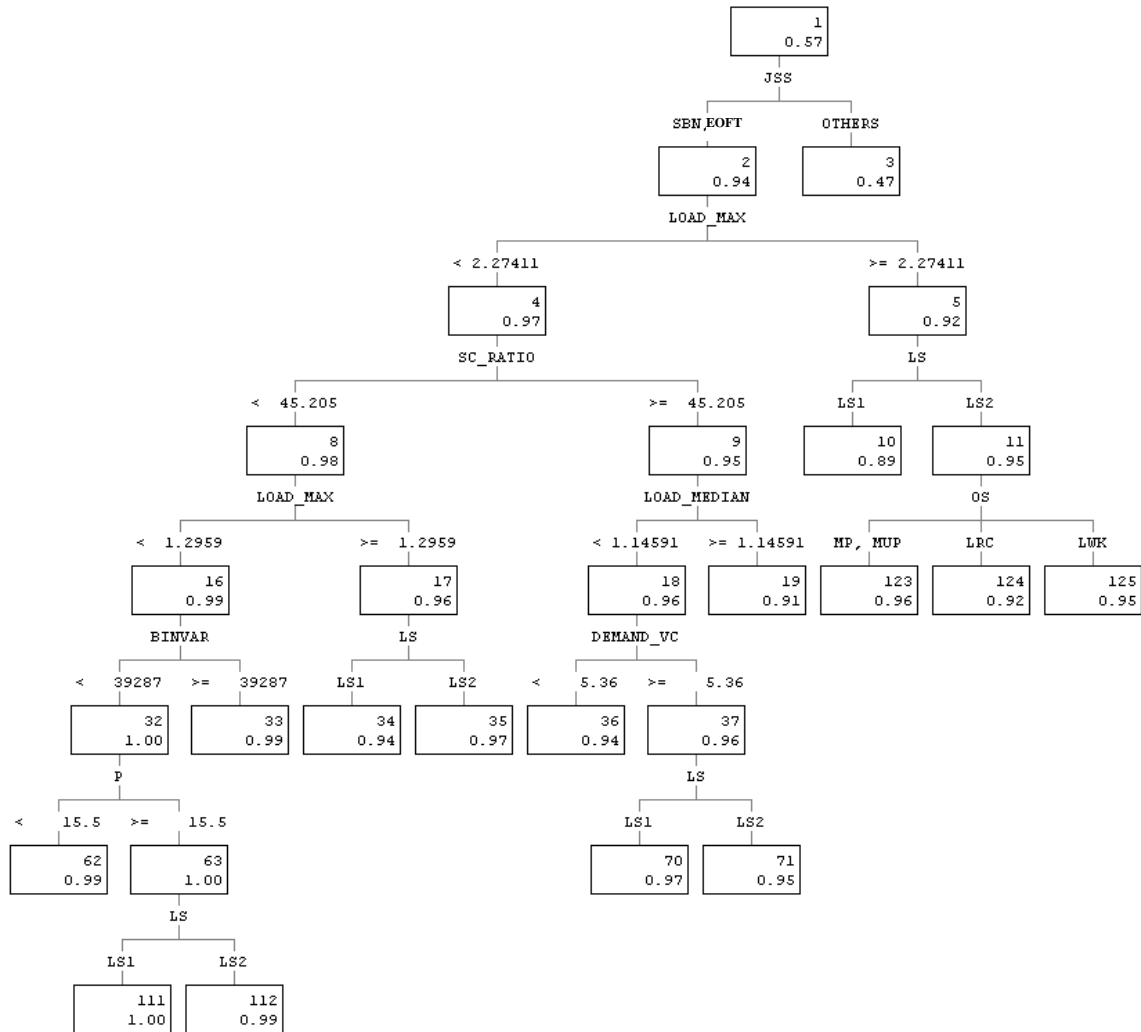 1
0.57
JSS
SBN,EOFT OTHERS
2 3
0.94 0.47
LOAD_MAX
< 2.27411 >= 2.27411
4 5
0.97 0.92
SC_RATIO LS
< 45.205 >= 45.205 LS1 LS2
8 9 10 11
0.98 0.95 0.89 0.95
LOAD_MAX LOAD_MEDIAN OS
< 1.2959 >= 1.2959 < 1.14591 >= 1.14591 MP, MUP LRC LWK
16 17 18 19 123 124 125
0.99 0.96 0.96 0.91 0.96 0.92 0.95
BINVAR LS DEMAND_VC
< 39287 >= 39287 LS1 LS2 < 5.36 >= 5.36
32 33 34 35 36 37
1.00 0.99 0.94 0.97 0.94 0.96
P LS
< 15.5 >= 15.5 LS1 LS2
62 63 70 71
0.99 1.00 0.97 0.95
LS
LS1 LS2
111 112
1.00 0.99